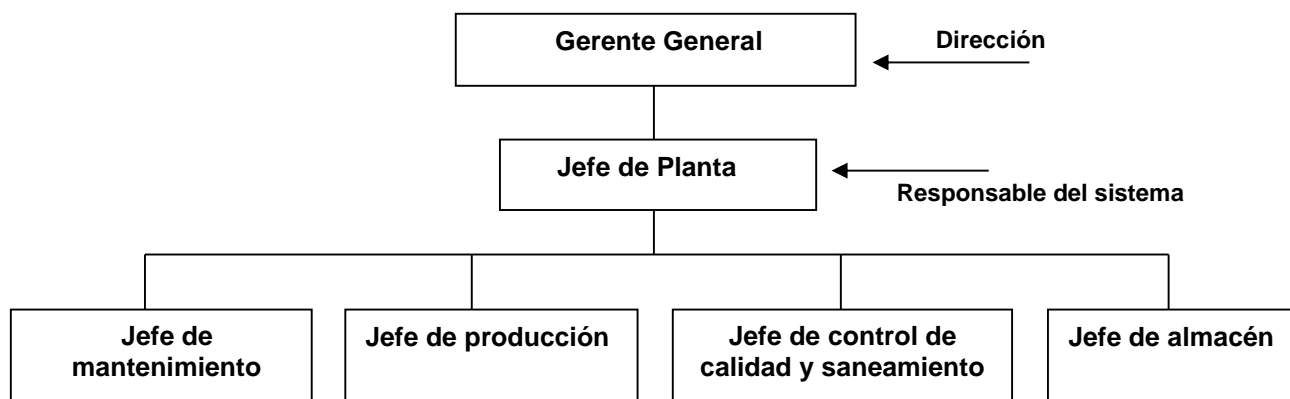 Gerente General
Dirección
Jefe de Planta
Responsable del sistema
Jefe de
mantenimiento
Jefe de producción
Jefe de control de
calidad y saneamiento
Jefe de almacén